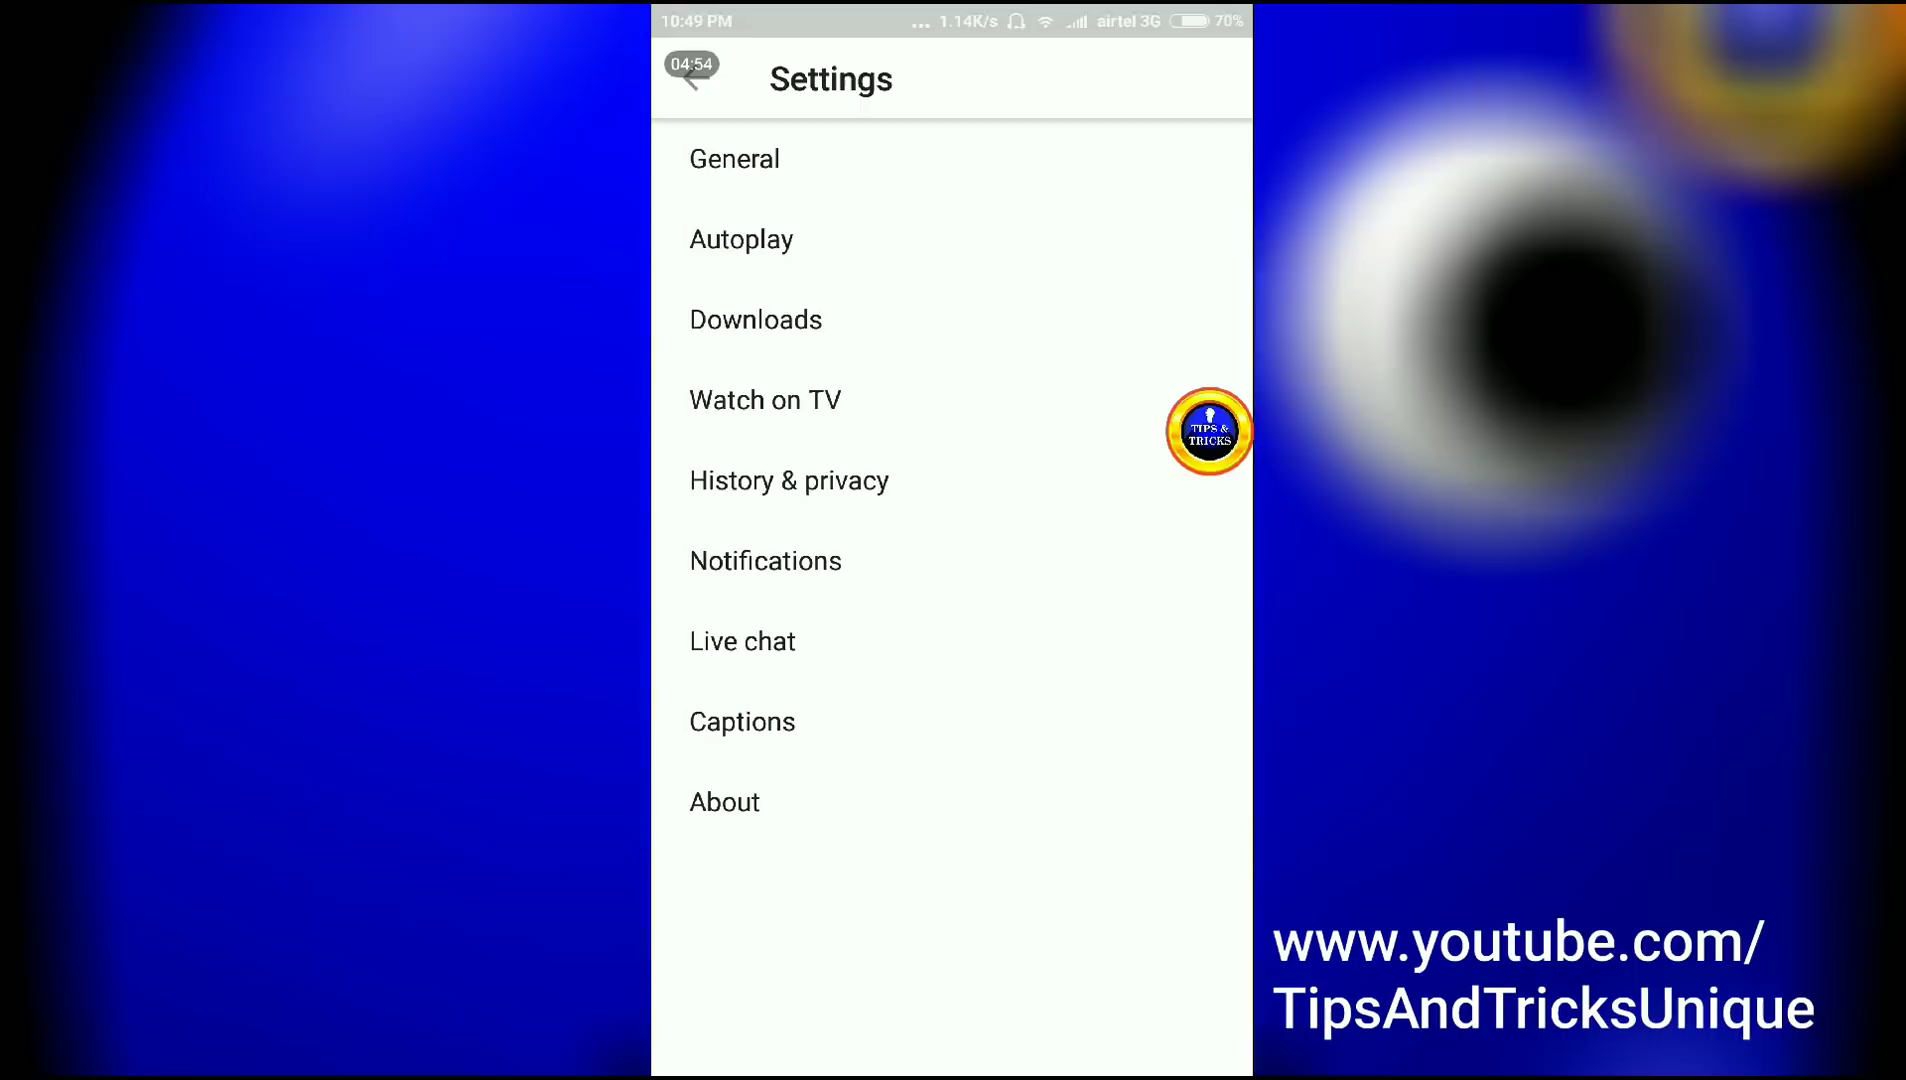 10:49 PM ... 1.14K/s airtel 3G 70%
04:54
Settings
General
Autoplay
Downloads
Watch on TV
TIPS &
TRICKS
History & privacy
Notifications
Live chat
Captions
About
www.youtube.com/
TipsAndTricksUnique